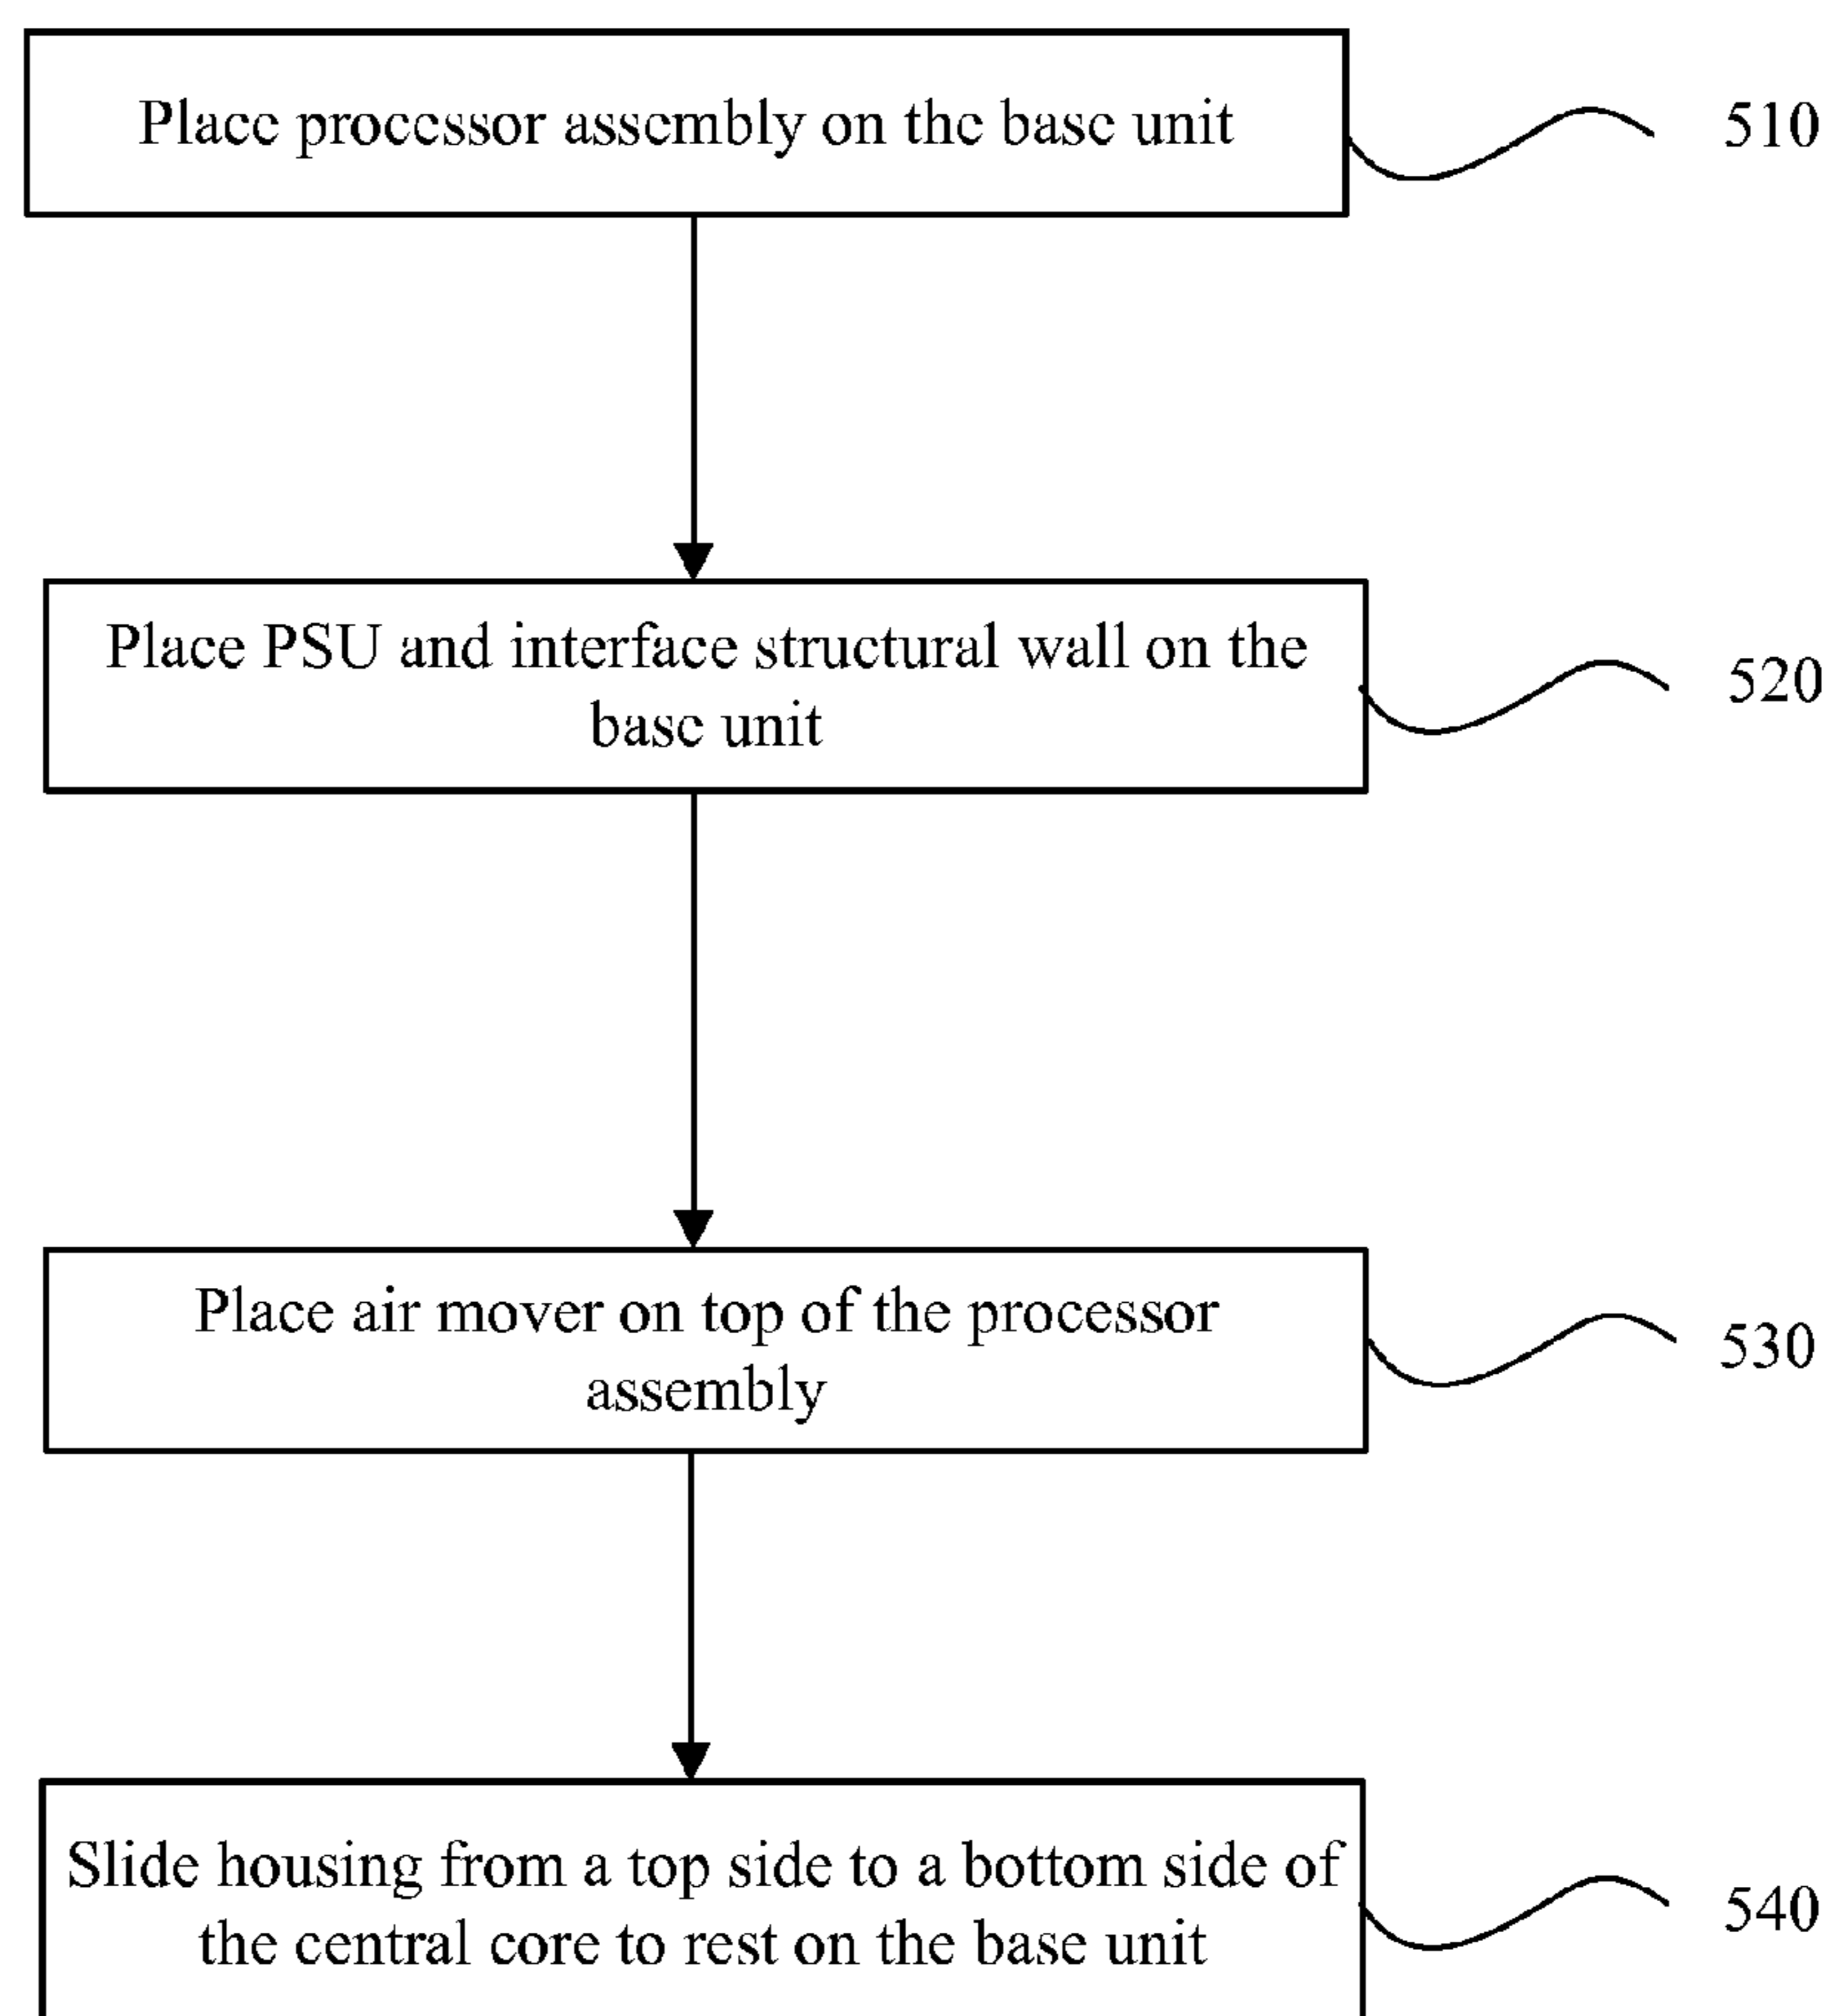 Place processor assembly on the base unit
510
Place PSU and interface structural wall on the
base unit
520
Place air mover on top of the processor
assembly
530
Slide housing from a top side to a bottom side of
the central core to rest on the base unit
540